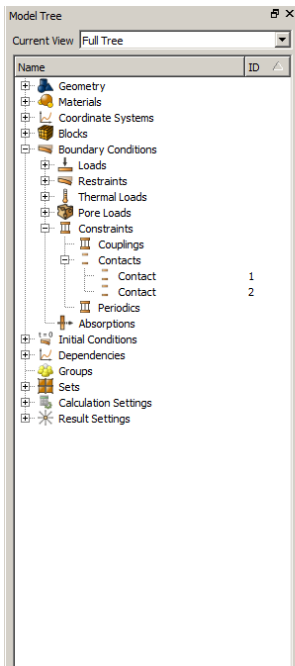 Model Tree
Current View Full Tree
Name ID
Geometry
Materials
Coordinate Systems
Blocks
Boundary Conditions
Loads
Restraints
Thermal Loads
Pore Loads
Constraints
Couplings
Contacts
Contact 1
Contact 2
Periodics
Absorptions
t=0 Initial Conditions
Dependencies
Groups
Sets
Calculation Settings
Result Settings